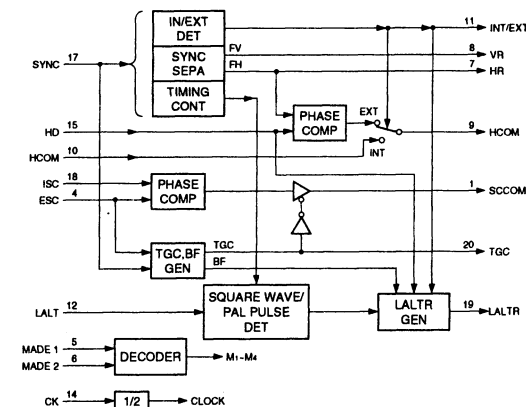 IN/EXT
DET
11
INT/EXT
SYNC
17
SYNC
SEPA
FV
8
VR
FH
7
HR
TIMING
CONT
HD
15
PHASE
COMP
EXT
9
HCOM
HCOM
10
INT
ISC
18
ESC
4
PHASE
COMP
1
SCCOM
TGC,BF
GEN
TGC
20
TGC
BF
LALT
12
SQUARE WAVE/
PAL PULSE
DET
LALTR
GEN
19
LALTR
MADE 1
5
MADE 2
6
DECODER
M1-M4
CK
14
1/2
CLOCK